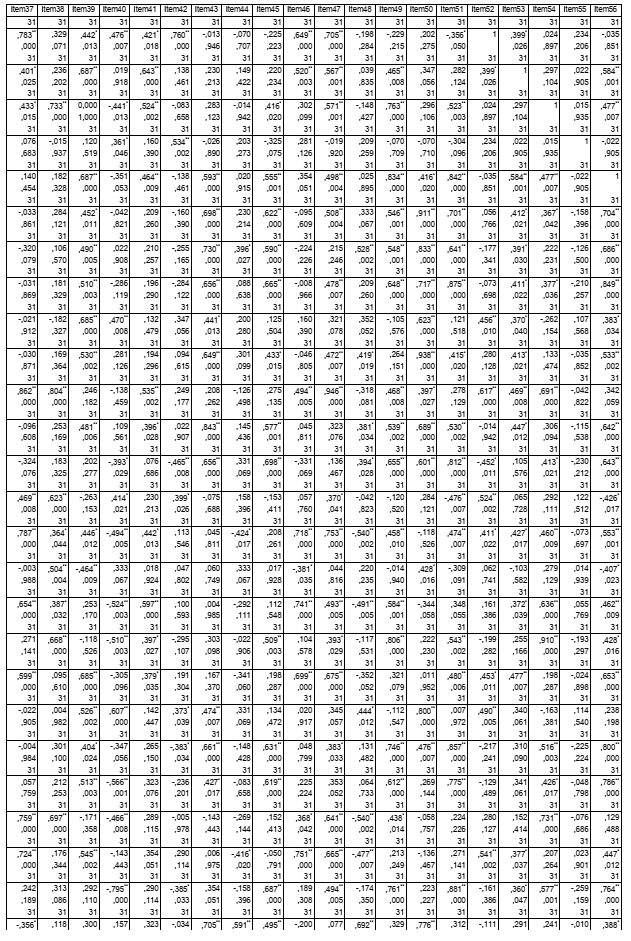 Item37 Item38 Item39 Item40 Item41 Item42 Item43 Item44 Item45 Item46 Item47 Item48 Item49 Item50 Item51 Item52 Item53 Item54 Item55 Item56
31 31 31 31 31 31 31 31 31 31 31 31 31 31 31 31 31 31 31 31
,783** ,329 ,442* ,476** ,421* ,760** -,013 -,070 -,225 ,649** ,705** -,198 -,229 ,202 -,356* 1 ,399* ,024 ,234 -,035
,000 ,071 ,013 ,007 ,018 ,000 ,946 ,707 ,223 ,000 ,000 ,284 ,215 ,275 ,050 ,026 ,897 ,206 ,851
31 31 31 31 31 31 31 31 31 31 31 31 31 31 31 31 31 31 31 31
,401* ,236 ,687** ,019 ,643** ,138 ,230 ,149 ,220 ,520** ,567** ,039 ,465** ,347 ,282 ,399* 1 ,297 ,022 ,584**
,025 ,202 ,000 ,918 ,000 ,461 ,213 ,422 ,234 ,003 ,001 ,835 ,008 ,056 ,124 ,026 ,104 ,905 ,001
31 31 31 31 31 31 31 31 31 31 31 31 31 31 31 31 31 31 31 31
,433* ,733** 0,000 -,441* ,524** -,083 ,283 -,014 ,416* ,302 ,571** -,148 ,763** ,296 ,523** ,024 ,297 1 ,015 ,477**
,015 ,000 1,000 ,013 ,002 ,658 ,123 ,942 ,020 ,099 ,001 ,427 ,000 ,106 ,003 ,897 ,104 ,935 ,007
31 31 31 31 31 31 31 31 31 31 31 31 31 31 31 31 31 31 31 31
,076 -,015 ,120 ,361* ,160 ,534** -,026 ,203 -,325 ,281 -,019 ,209 -,070 -,070 -,304 ,234 ,022 ,015 1 -,022
,683 ,937 ,519 ,046 ,390 ,002 ,890 ,273 ,075 ,126 ,920 ,259 ,709 ,710 ,096 ,206 ,905 ,935 ,905
31 31 31 31 31 31 31 31 31 31 31 31 31 31 31 31 31 31 31 31
,140 ,182 ,687** -,351 ,464** -,138 ,593** ,020 ,555** ,354 ,498** ,025 ,834** ,416* ,842** -,035 ,584** ,477** -,022 1
,454 ,328 ,000 ,053 ,009 ,461 ,000 ,915 ,001 ,051 ,004 ,895 ,000 ,020 ,000 ,851 ,001 ,007 ,905
31 31 31 31 31 31 31 31 31 31 31 31 31 31 31 31 31 31 31 31
-,033 ,284 ,452* -,042 ,209 -,160 ,698** ,230 ,622** -,095 ,508** ,333 ,546** ,911** ,701** ,056 ,412* ,367* -,158 ,704**
,861 ,121 ,011 ,821 ,260 ,390 ,000 ,214 ,000 ,609 ,004 ,067 ,001 ,000 ,000 ,766 ,021 ,042 ,396 ,000
31 31 31 31 31 31 31 31 31 31 31 31 31 31 31 31 31 31 31 31
-,320 ,106 ,490** ,022 ,210 -,255 ,730** ,396* ,590** -,224 ,215 ,528** ,548** ,833** ,641** -,177 ,391* ,222 -,126 ,686**
,079 ,570 ,005 ,908 ,257 ,165 ,000 ,027 ,000 ,226 ,246 ,002 ,001 ,000 ,000 ,341 ,030 ,231 ,500 ,000
31 31 31 31 31 31 31 31 31 31 31 31 31 31 31 31 31 31 31 31
-,031 ,181 ,510** -,286 ,196 -,284 ,656** ,088 ,665** -,008 ,478** ,209 ,648** ,717** ,875** -,073 ,411* ,377* -,210 ,849**
,869 ,329 ,003 ,119 ,290 ,122 ,000 ,638 ,000 ,966 ,007 ,260 ,000 ,000 ,000 ,698 ,022 ,036 ,257 ,000
31 31 31 31 31 31 31 31 31 31 31 31 31 31 31 31 31 31 31 31
-,021 -,182 ,685** ,470** ,132 ,347 ,441* ,200 ,125 ,160 ,321 ,352 -,105 ,623** ,121 ,456** ,370* -,262 ,107 ,383*
,912 ,327 ,000 ,008 ,479 ,056 ,013 ,280 ,504 ,390 ,078 ,052 ,576 ,000 ,518 ,010 ,040 ,154 ,568 ,034
31 31 31 31 31 31 31 31 31 31 31 31 31 31 31 31 31 31 31 31
-,030 ,169 ,530** ,281 ,194 ,094 ,649** ,301 ,433* -,046 ,472** ,419* ,264 ,938** ,415* ,280 ,413* ,133 -,035 ,533**
,871 ,364 ,002 ,126 ,296 ,615 ,000 ,099 ,015 ,805 ,007 ,019 ,151 ,000 ,020 ,128 ,021 ,474 ,852 ,002
31 31 31 31 31 31 31 31 31 31 31 31 31 31 31 31 31 31 31 31
,862** ,804** ,246 -,138 ,535** ,249 ,208 -,126 ,275 ,494** ,946** -,318 ,468** ,397* ,278 ,617** ,469** ,691** -,042 ,342
,000 ,000 ,182 ,459 ,002 ,177 ,262 ,498 ,135 ,005 ,000 ,081 ,008 ,027 ,129 ,000 ,008 ,000 ,822 ,059
31 31 31 31 31 31 31 31 31 31 31 31 31 31 31 31 31 31 31 31
-,096 ,253 ,481** ,109 ,396* ,022 ,843** ,145 ,577** ,045 ,323 ,381* ,539** ,689** ,530** -,014 ,447* ,306 -,115 ,642**
,608 ,169 ,006 ,561 ,028 ,907 ,000 ,436 ,001 ,811 ,076 ,034 ,002 ,000 ,002 ,942 ,012 ,094 ,538 ,000
31 31 31 31 31 31 31 31 31 31 31 31 31 31 31 31 31 31 31 31
-,324 ,183 ,202 -,393* ,076 -,465** ,656** ,331 ,698** -,331 ,136 ,394* ,655** ,601** ,812** -,452* ,105 ,413* -,230 ,643**
,076 ,325 ,277 ,029 ,686 ,008 ,000 ,069 ,000 ,069 ,467 ,028 ,000 ,000 ,000 ,011 ,576 ,021 ,212 ,000
31 31 31 31 31 31 31 31 31 31 31 31 31 31 31 31 31 31 31 31
,469** ,623** -,263 ,414* ,230 ,399* -,075 ,158 -,153 ,057 ,370* -,042 -,120 ,284 -,476** ,524** ,065 ,292 ,122 -,426*
,008 ,000 ,153 ,021 ,213 ,026 ,688 ,396 ,411 ,760 ,041 ,823 ,520 ,121 ,007 ,002 ,728 ,111 ,512 ,017
31 31 31 31 31 31 31 31 31 31 31 31 31 31 31 31 31 31 31 31
,787** ,364* ,446* -,494** ,442* ,113 ,045 -,424* ,208 ,718** ,753** -,540** ,458** -,118 ,474** ,411* ,427* ,460** -,073 ,553**
,000 ,044 ,012 ,005 ,013 ,546 ,811 ,017 ,261 ,000 ,000 ,002 ,010 ,526 ,007 ,022 ,017 ,009 ,697 ,001
31 31 31 31 31 31 31 31 31 31 31 31 31 31 31 31 31 31 31 31
-,003 ,504** -,464** ,333 ,018 ,047 ,060 ,333 ,017 -,381* ,044 ,220 -,014 ,428* -,309 ,062 -,103 ,279 ,014 -,407*
,988 ,004 ,009 ,067 ,924 ,802 ,749 ,067 ,928 ,035 ,816 ,235 ,940 ,016 ,091 ,741 ,582 ,129 ,939 ,023
31 31 31 31 31 31 31 31 31 31 31 31 31 31 31 31 31 31 31 31
,654** ,387* ,253 -,524** ,597** ,100 ,004 -,292 ,112 ,741** ,493** -,491** ,584** -,344 ,348 ,161 ,372* ,636** ,055 ,462**
,000 ,032 ,170 ,003 ,000 ,593 ,985 ,111 ,548 ,000 ,005 ,005 ,001 ,058 ,055 ,386 ,039 ,000 ,769 ,009
31 31 31 31 31 31 31 31 31 31 31 31 31 31 31 31 31 31 31 31
,271 ,668** -,118 -,510** ,397* -,295 ,303 -,022 ,509** ,104 ,393* -,117 ,806** ,222 ,543** -,199 ,255 ,910** -,193 ,428*
,141 ,000 ,526 ,003 ,027 ,107 ,098 ,906 ,003 ,578 ,029 ,531 ,000 ,230 ,002 ,282 ,166 ,000 ,297 ,016
31 31 31 31 31 31 31 31 31 31 31 31 31 31 31 31 31 31 31 31
,599** ,095 ,685** -,305 ,379* ,191 ,167 -,341 ,198 ,699** ,675** -,352 ,321 ,011 ,480** ,453* ,477** ,198 -,024 ,653**
,000 ,610 ,000 ,096 ,035 ,304 ,370 ,060 ,287 ,000 ,000 ,052 ,079 ,952 ,006 ,011 ,007 ,287 ,898 ,000
31 31 31 31 31 31 31 31 31 31 31 31 31 31 31 31 31 31 31 31
-,022 ,004 ,526** ,607** ,142 ,373* ,474** ,331 ,134 ,020 ,345 ,444* -,112 ,800** ,007 ,490** ,340 -,163 ,114 ,238
,905 ,982 ,002 ,000 ,447 ,039 ,007 ,069 ,472 ,917 ,057 ,012 ,547 ,000 ,972 ,005 ,061 ,381 ,540 ,198
31 31 31 31 31 31 31 31 31 31 31 31 31 31 31 31 31 31 31 31
-,004 ,301 ,404* -,347 ,265 -,383* ,661** -,148 ,631** ,048 ,383* ,131 ,746** ,476** ,857** -,217 ,310 ,516** -,225 ,800**
,984 ,100 ,024 ,056 ,150 ,034 ,000 ,428 ,000 ,799 ,033 ,482 ,000 ,007 ,000 ,241 ,090 ,003 ,224 ,000
31 31 31 31 31 31 31 31 31 31 31 31 31 31 31 31 31 31 31 31
,057 ,212 ,513** -,566** ,323 -,236 ,427* -,083 ,619** ,225 ,353 ,064 ,612** ,269 ,775** -,129 ,341 ,426* -,048 ,786**
,759 ,253 ,003 ,001 ,076 ,201 ,017 ,658 ,000 ,224 ,052 ,733 ,000 ,144 ,000 ,489 ,061 ,017 ,798 ,000
31 31 31 31 31 31 31 31 31 31 31 31 31 31 31 31 31 31 31 31
,759** ,697** -,171 -,466** ,289 -,005 -,143 -,269 ,152 ,368* ,641** -,540** ,438* -,058 ,224 ,280 ,152 ,731** -,076 ,129
,000 ,000 ,358 ,008 ,115 ,978 ,443 ,144 ,413 ,042 ,000 ,002 ,014 ,757 ,226 ,127 ,414 ,000 ,686 ,488
31 31 31 31 31 31 31 31 31 31 31 31 31 31 31 31 31 31 31 31
,724** ,176 ,545** -,143 ,354 ,290 ,006 -,416* -,050 ,751** ,665** -,477** ,213 -,136 ,271 ,541** ,377* ,207 ,023 ,447*
,000 ,344 ,002 ,443 ,051 ,114 ,975 ,020 ,791 ,000 ,000 ,007 ,249 ,467 ,141 ,002 ,037 ,264 ,901 ,012
31 31 31 31 31 31 31 31 31 31 31 31 31 31 31 31 31 31 31 31
,242 ,313 ,292 -,795** ,290 -,385* ,354 -,158 ,687** ,189 ,494** -,174 ,761** ,223 ,881** -,161 ,360* ,577** -,259 ,764**
,189 ,086 ,110 ,000 ,114 ,033 ,051 ,396 ,000 ,308 ,005 ,350 ,000 ,227 ,000 ,386 ,047 ,001 ,159 ,000
31 31 31 31 31 31 31 31 31 31 31 31 31 31 31 31 31 31 31 31
-,356* ,118 ,300 ,157 ,323 -,034 ,705** ,591** ,495** -,200 ,077 ,692** ,329 ,776** ,312 -,111 ,291 ,241 -,010 ,388*